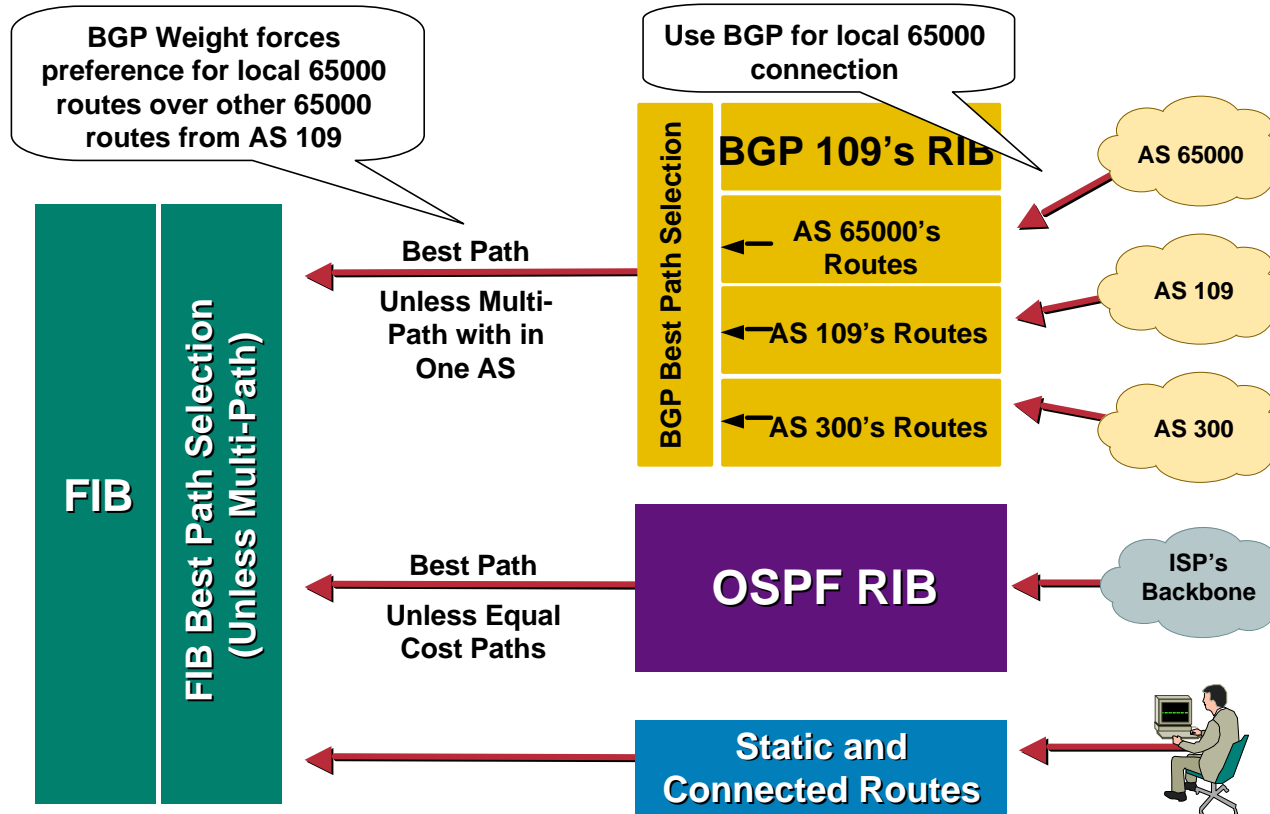 BGP Weight forces
preference for local 65000
routes over other 65000
routes from AS 109
Use BGP for local 65000
connection
FIB
FIB Best Path Selection
(Unless Multi-Path)
Best Path
Unless Multi-
Path with in
One AS
BGP Best Path Selection
BGP 109's RIB
AS 65000's
Routes
AS 109's Routes
AS 300's Routes
AS 65000
AS 109
AS 300
Best Path
Unless Equal
Cost Paths
OSPF RIB
ISP's
Backbone
Static and
Connected Routes